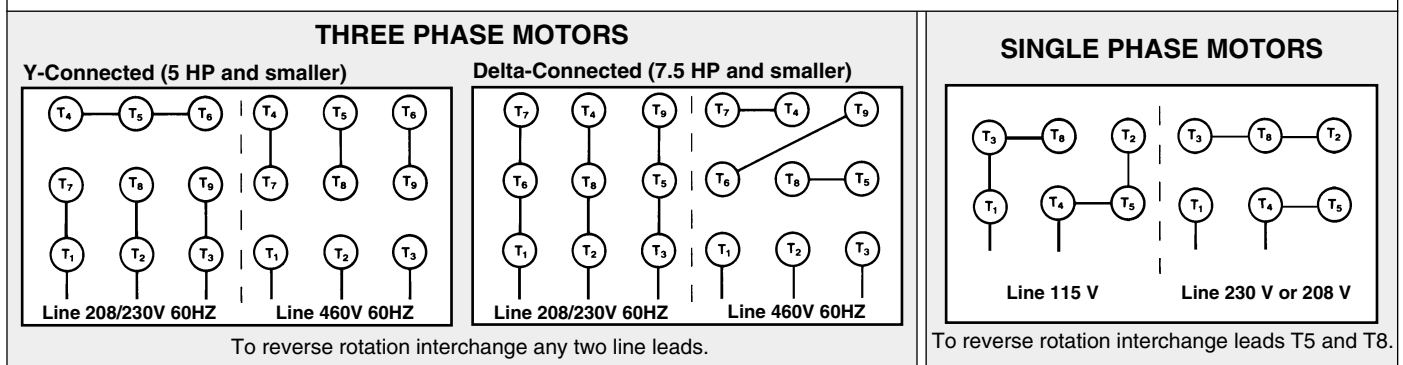 THREE PHASE MOTORS
Y-Connected (5 HP and smaller)
T4 T5 T6 T4 T5 T6
T7 T8 T9 T7 T8 T9
T1 T2 T3 T1 T2 T3
Line 208/230V 60HZ Line 460V 60HZ
Delta-Connected (7.5 HP and smaller)
T7 T4 T9 T7 T4 T9
T6 T8 T5 T6 T8 T5
T1 T2 T3 T1 T2 T3
Line 208/230V 60HZ Line 460V 60HZ
To reverse rotation interchange any two line leads.
SINGLE PHASE MOTORS
T3 T8 T2 T3 T8 T2
T1 T4 T5 T1 T4 T5
Line 115 V Line 230 V or 208 V
To reverse rotation interchange leads T5 and T8.